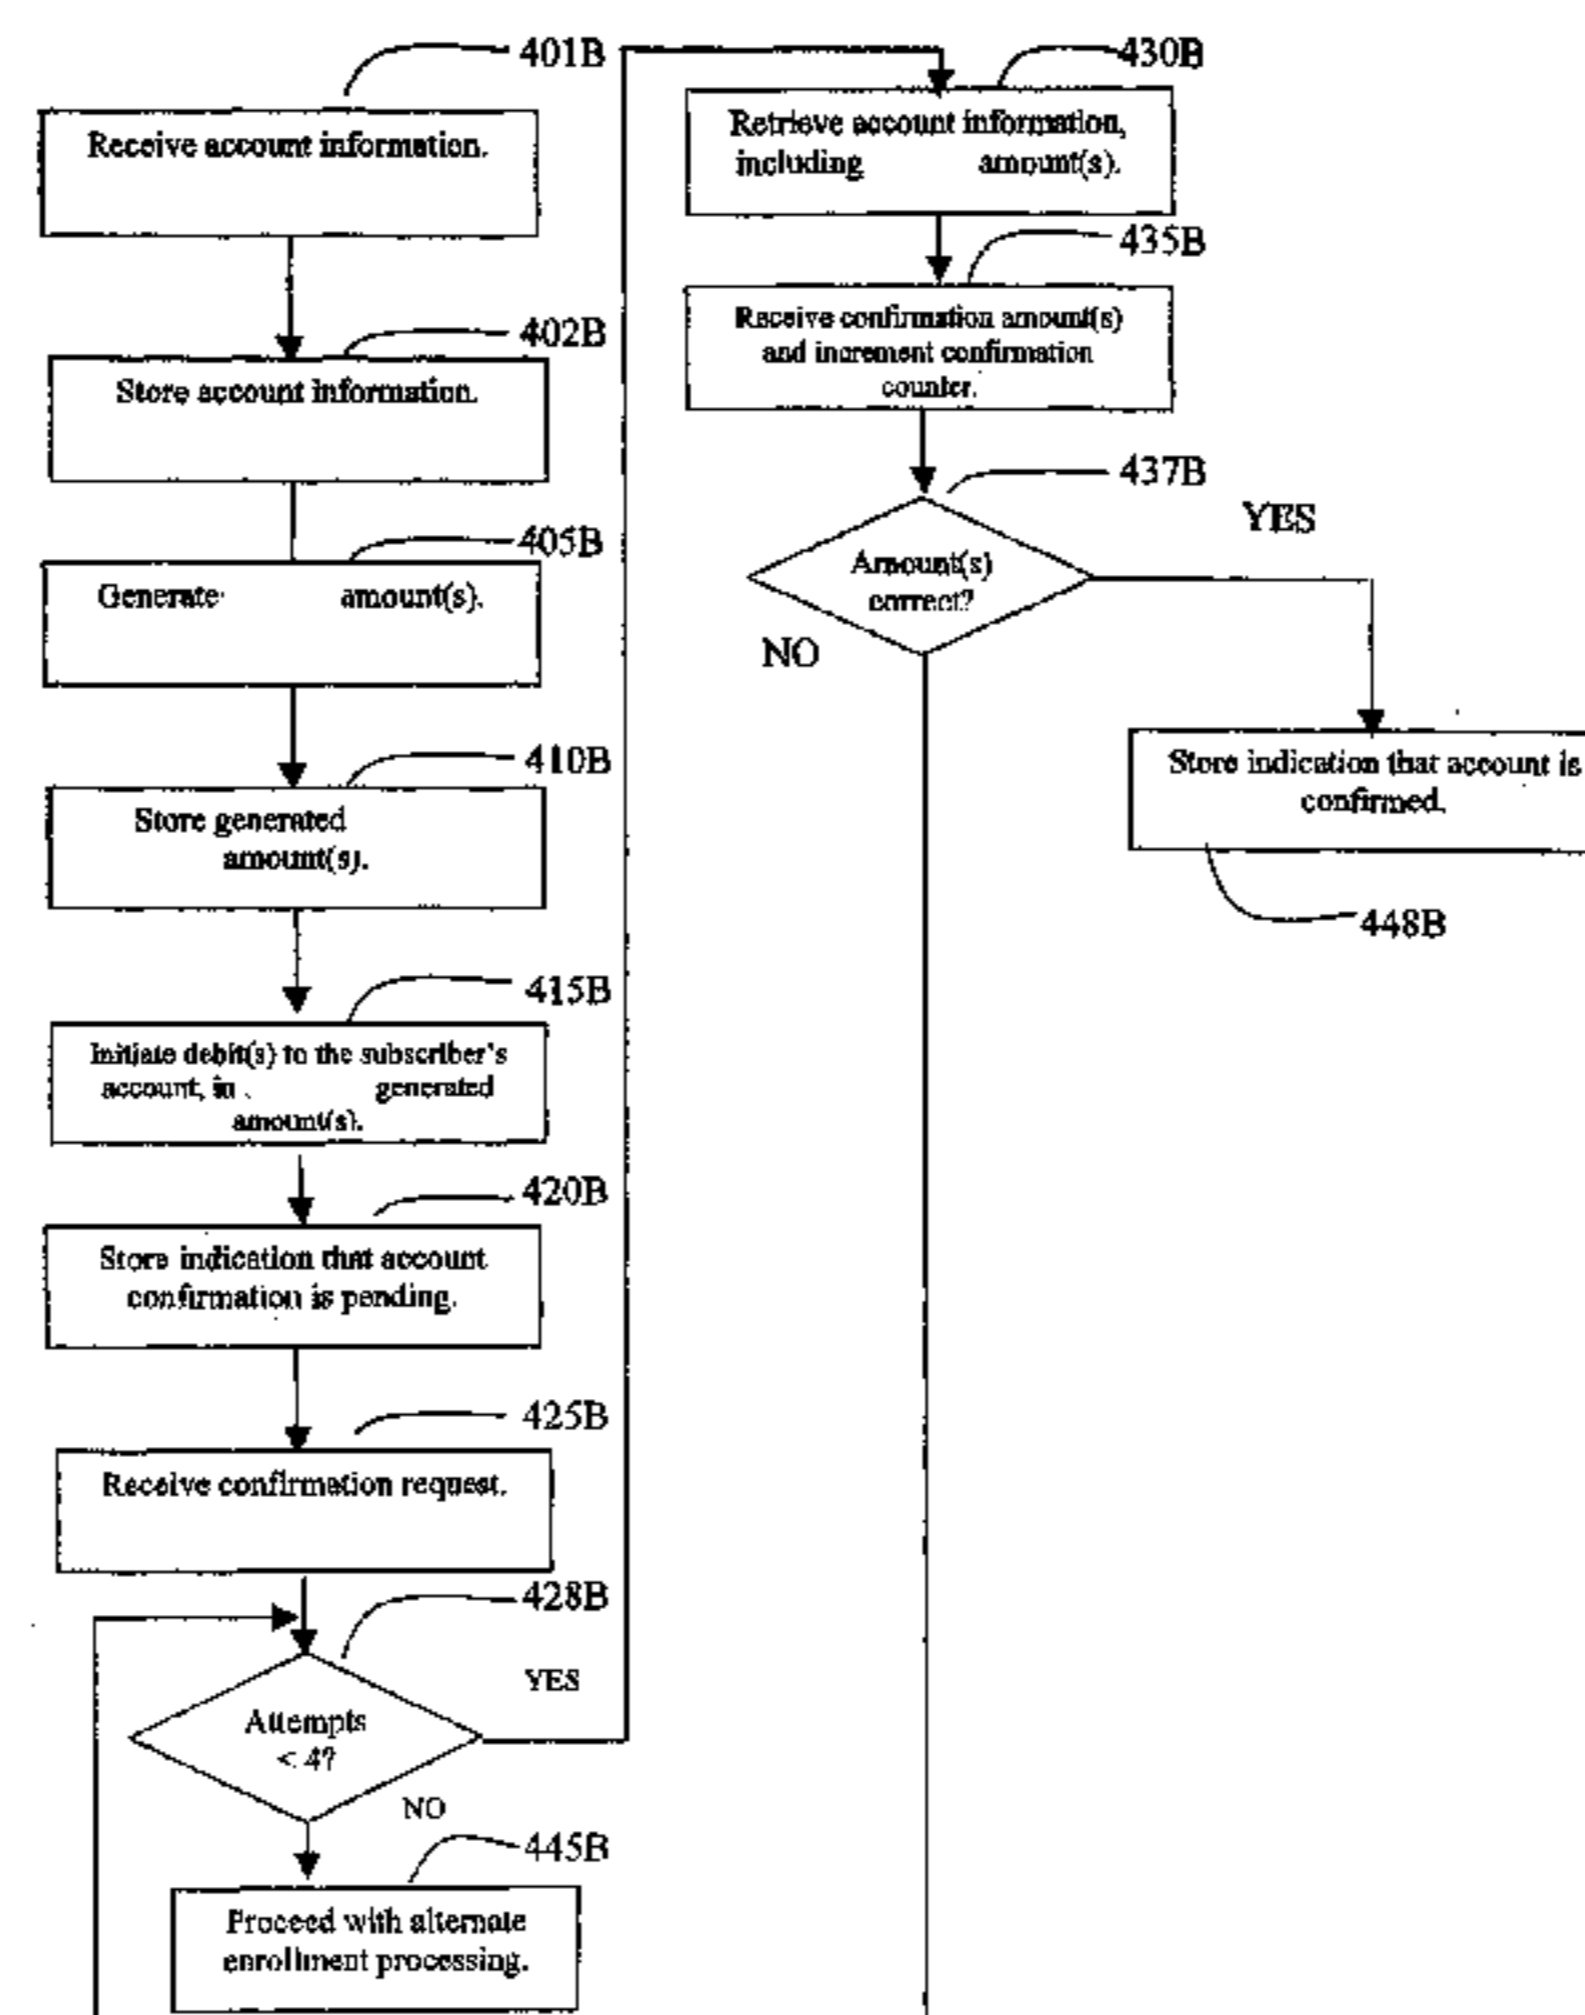 401B
Receive account information.
402B
Store account information.
405B
Generate amount(s).
410B
Store generated
amount(s).
415B
Initiate debit(s) to the subscriber's
account, in generated
amount(s).
420B
Store indication that account
confirmation is pending.
425B
Receive confirmation request.
428B
Attempts
< 4?
YES
NO
445B
Proceed with alternate
enrollment processing.
430B
Retrieve account information,
including amount(s).
435B
Receive confirmation amount(s)
and increment confirmation
counter.
437B
Amount(s)
correct?
YES
NO
Store indication that account is
confirmed.
448B